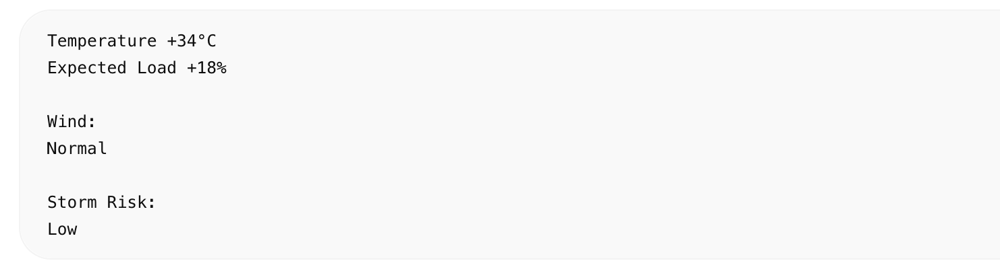 Temperature +34°C
Expected Load +18%
Wind:
Normal
Storm Risk:
Low